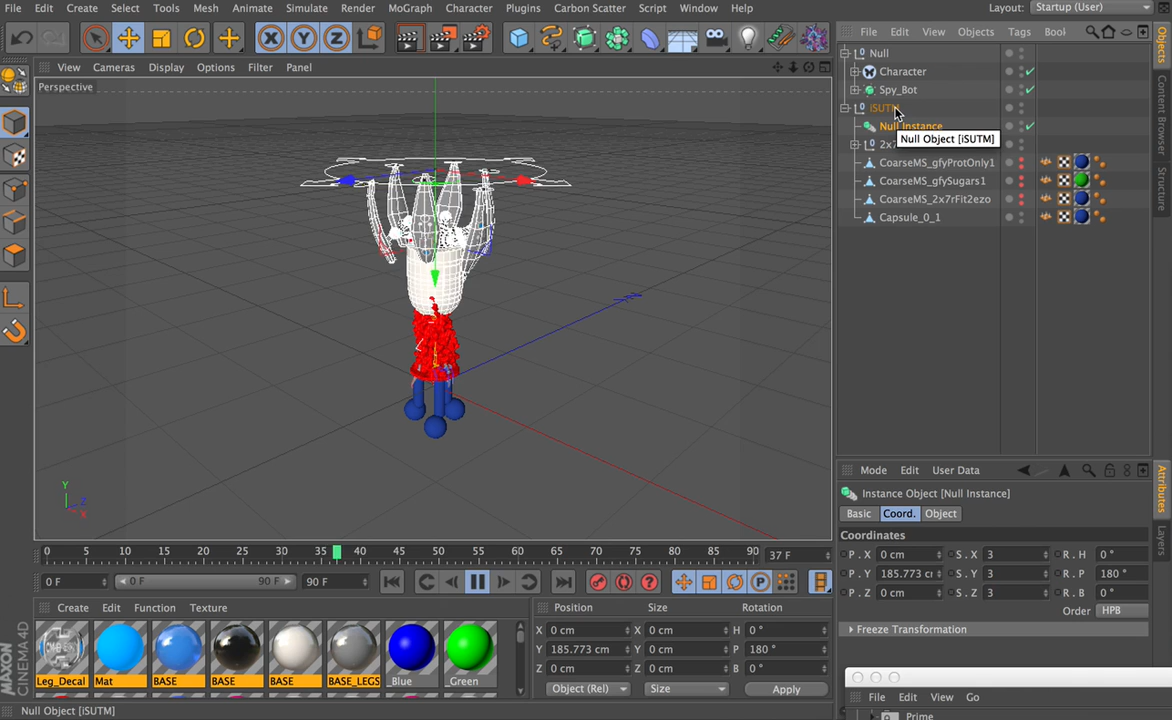 File Edit Create Select Tools Mesh Animate Simulate Render MoGraph Character Plugins Carbon Scatter Script Window Help Layout: Startup (User)
X Y Z
File Edit View Objects Tags Bool
View Cameras Display Options Filter Panel
Perspective
Null
Character
Spy_Bot
iSUTM
Null Instance
Null Object [iSUTM]
2x7
CoarseMS_gfyProtOnly1
CoarseMS_gfySugars1
CoarseMS_2x7rFit2ezo
Capsule_0_1
Objects
Content Browser
Structure
Y
Z
X
Mode Edit User Data
Instance Object [Null Instance]
Basic Coord. Object
Coordinates
P . X 0 cm S . X 3 R . H 0 °
P . Y 185.773 c S . Y 3 R . P 180 °
P . Z 0 cm S . Z 3 R . B 0 °
Order HPB
Freeze Transformation
Attributes
Layers
0 5 10 15 20 25 30 35 40 45 50 55 60 65 70 75 80 85 90 37 F
0 F 0 F 90 F 90 F
P
Create Edit Function Texture
Leg_Decal Mat BASE BASE BASE BASE_LEGS _Blue _Green
Position Size Rotation
X 0 cm X 0 cm H 0 °
Y 185.773 cm Y 0 cm P 180 °
Z 0 cm Z 0 cm B 0 °
Object (Rel) Size Apply
MAXON
CINEMA 4D
File Edit View Go
Prime
Null Object [iSUTM]